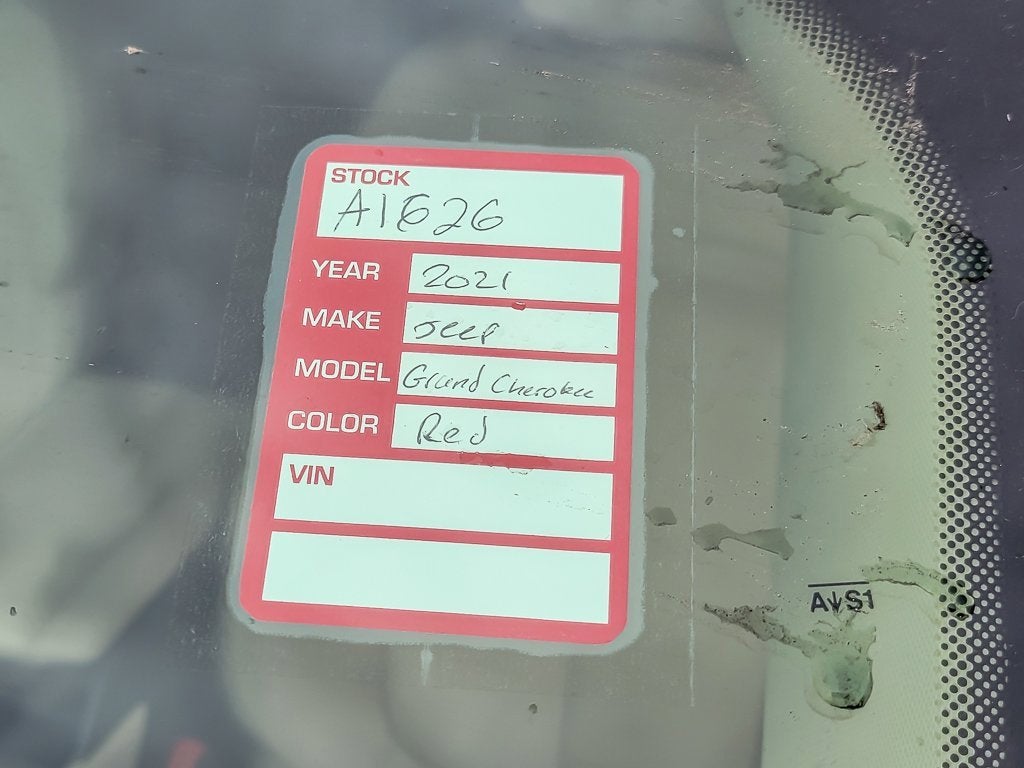 STOCK
A1626
YEAR 2021
MAKE Jeep
MODEL Grand Cherokee
COLOR Red
VIN
AS1